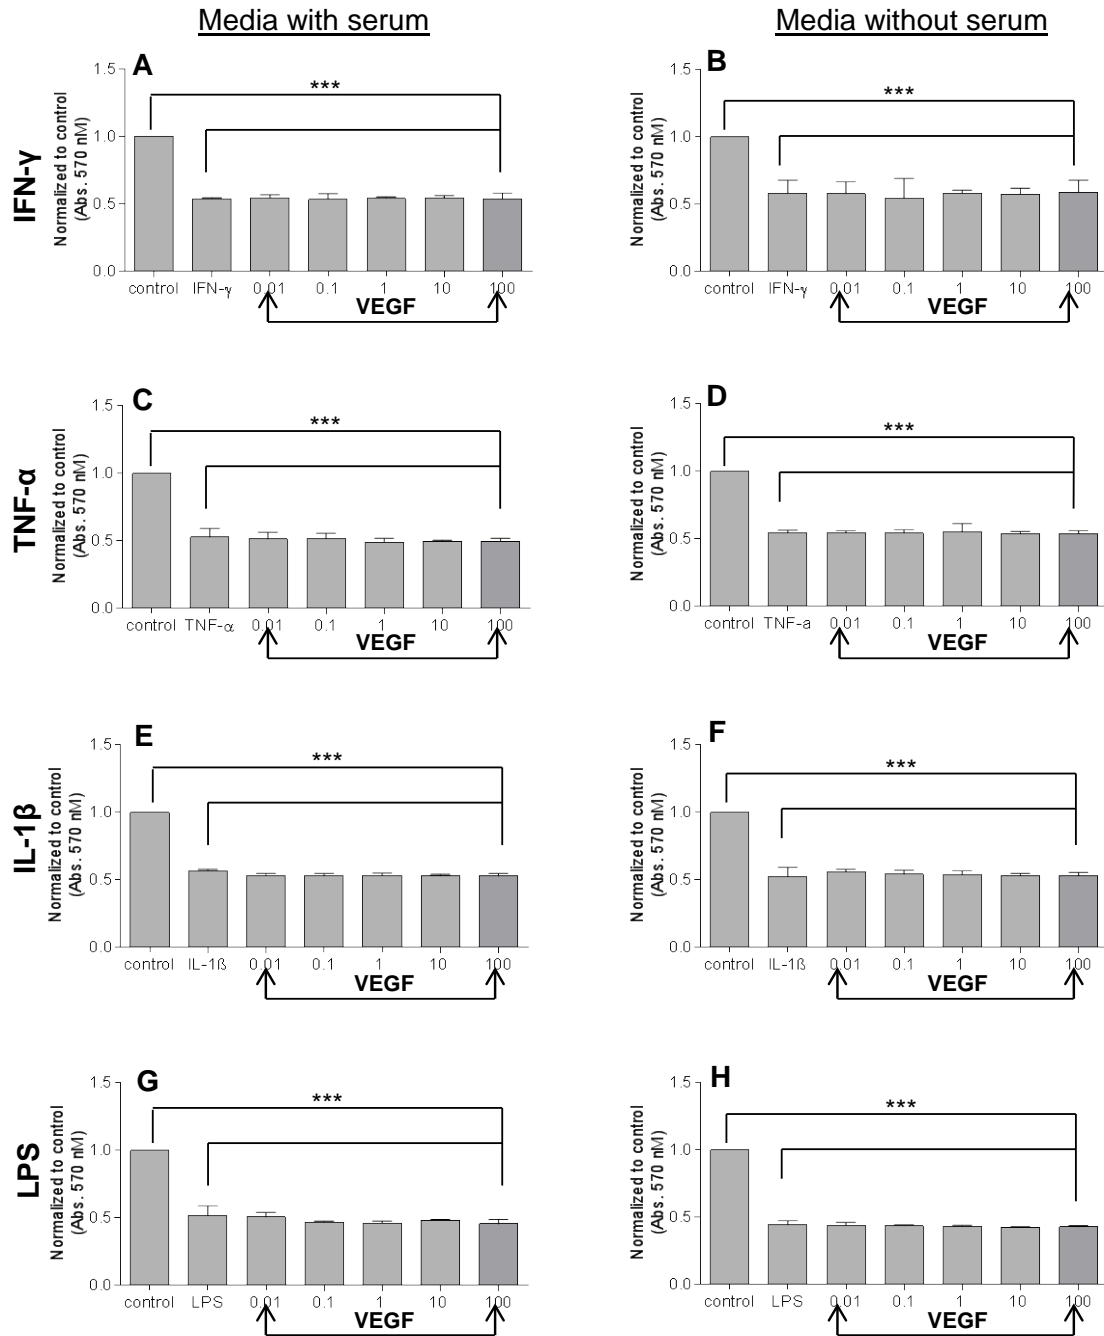 Media with serum
Media without serum
IFN-γ
A
Normalized to control
(Abs. 570 nM)
1.5
1.0
0.5
0.0
***
control IFN-γ 0.01 0.1 1 10 100
VEGF
B
Normalized to control
(Abs. 570 nM)
1.5
1.0
0.5
0.0
***
control IFN-γ 0.01 0.1 1 10 100
VEGF
TNF-α
C
Normalized to control
(Abs. 570 nM)
1.5
1.0
0.5
0.0
***
control TNF-α 0.01 0.1 1 10 100
VEGF
D
Normalized to control
(Abs. 570 nM)
1.5
1.0
0.5
0.0
***
control TNF-a 0.01 0.1 1 10 100
VEGF
IL-1β
E
Normalized to control
(Abs. 570 nM)
1.5
1.0
0.5
0.0
***
control IL-1ß 0.01 0.1 1 10 100
VEGF
F
Normalized to control
(Abs. 570 nM)
1.5
1.0
0.5
0.0
***
control IL-1ß 0.01 0.1 1 10 100
VEGF
LPS
G
Normalized to control
(Abs. 570 nM)
1.5
1.0
0.5
0.0
***
control LPS 0.01 0.1 1 10 100
VEGF
H
Normalized to control
(Abs. 570 nM)
1.5
1.0
0.5
0.0
***
control LPS 0.01 0.1 1 10 100
VEGF